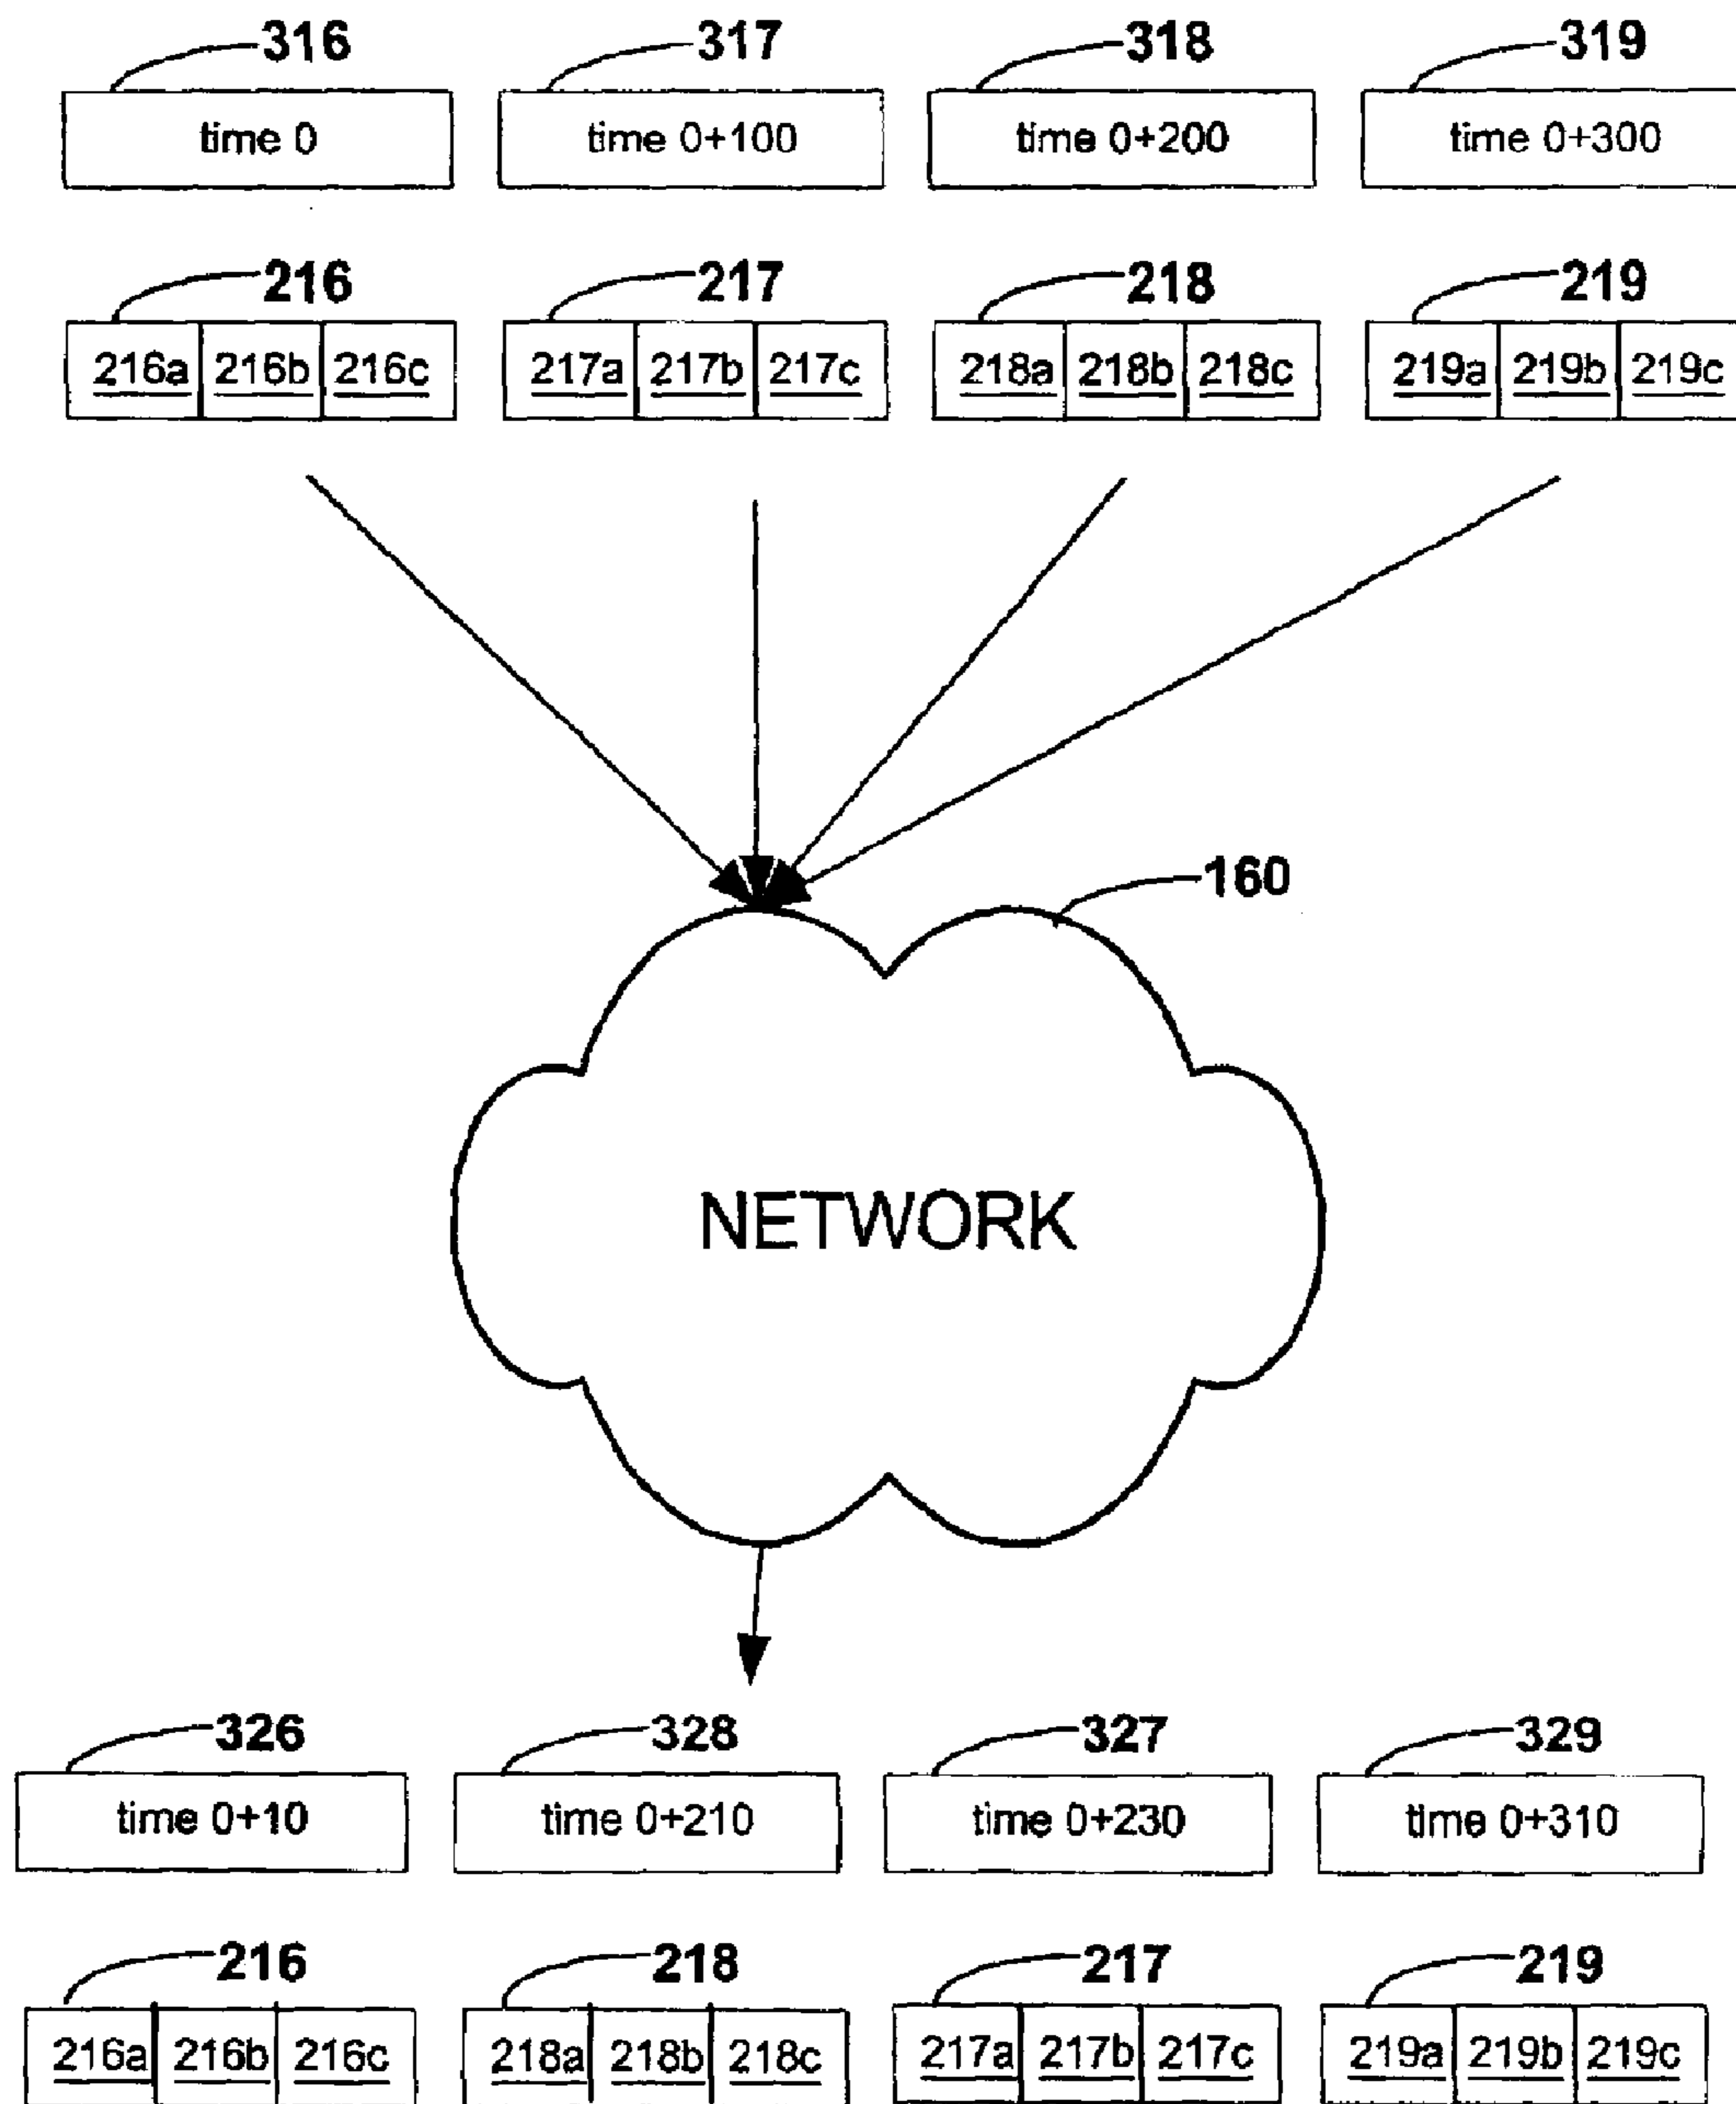 316 317 318 319
time 0 time 0+100 time 0+200 time 0+300
216 217 218 219
216a 216b 216c 217a 217b 217c 218a 218b 218c 219a 219b 219c
160
NETWORK
326 328 327 329
time 0+10 time 0+210 time 0+230 time 0+310
216 218 217 219
216a 216b 216c 218a 218b 218c 217a 217b 217c 219a 219b 219c